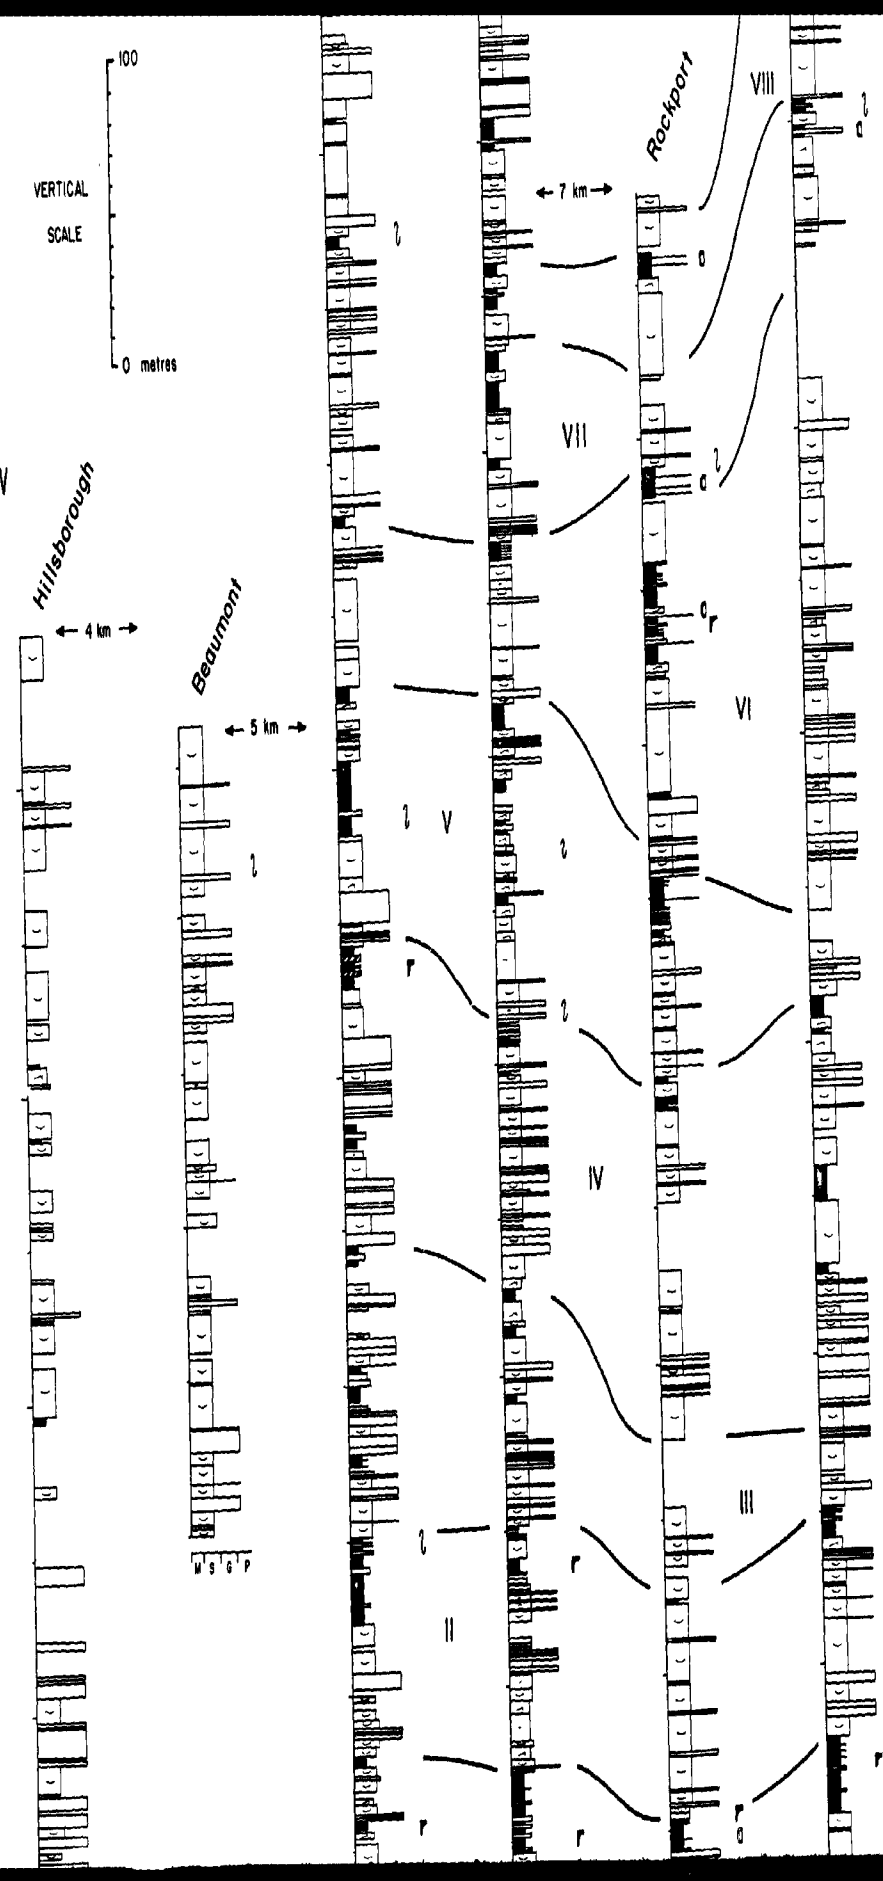 100
VERTICAL
SCALE
0 metres
V
Hillsborough
← 4 km →
Beaumont
← 5 km →
← 7 km →
Rockport
VIII
VII
VI
V
IV
III
II
r
r
r
r
r
r
r
M S G P